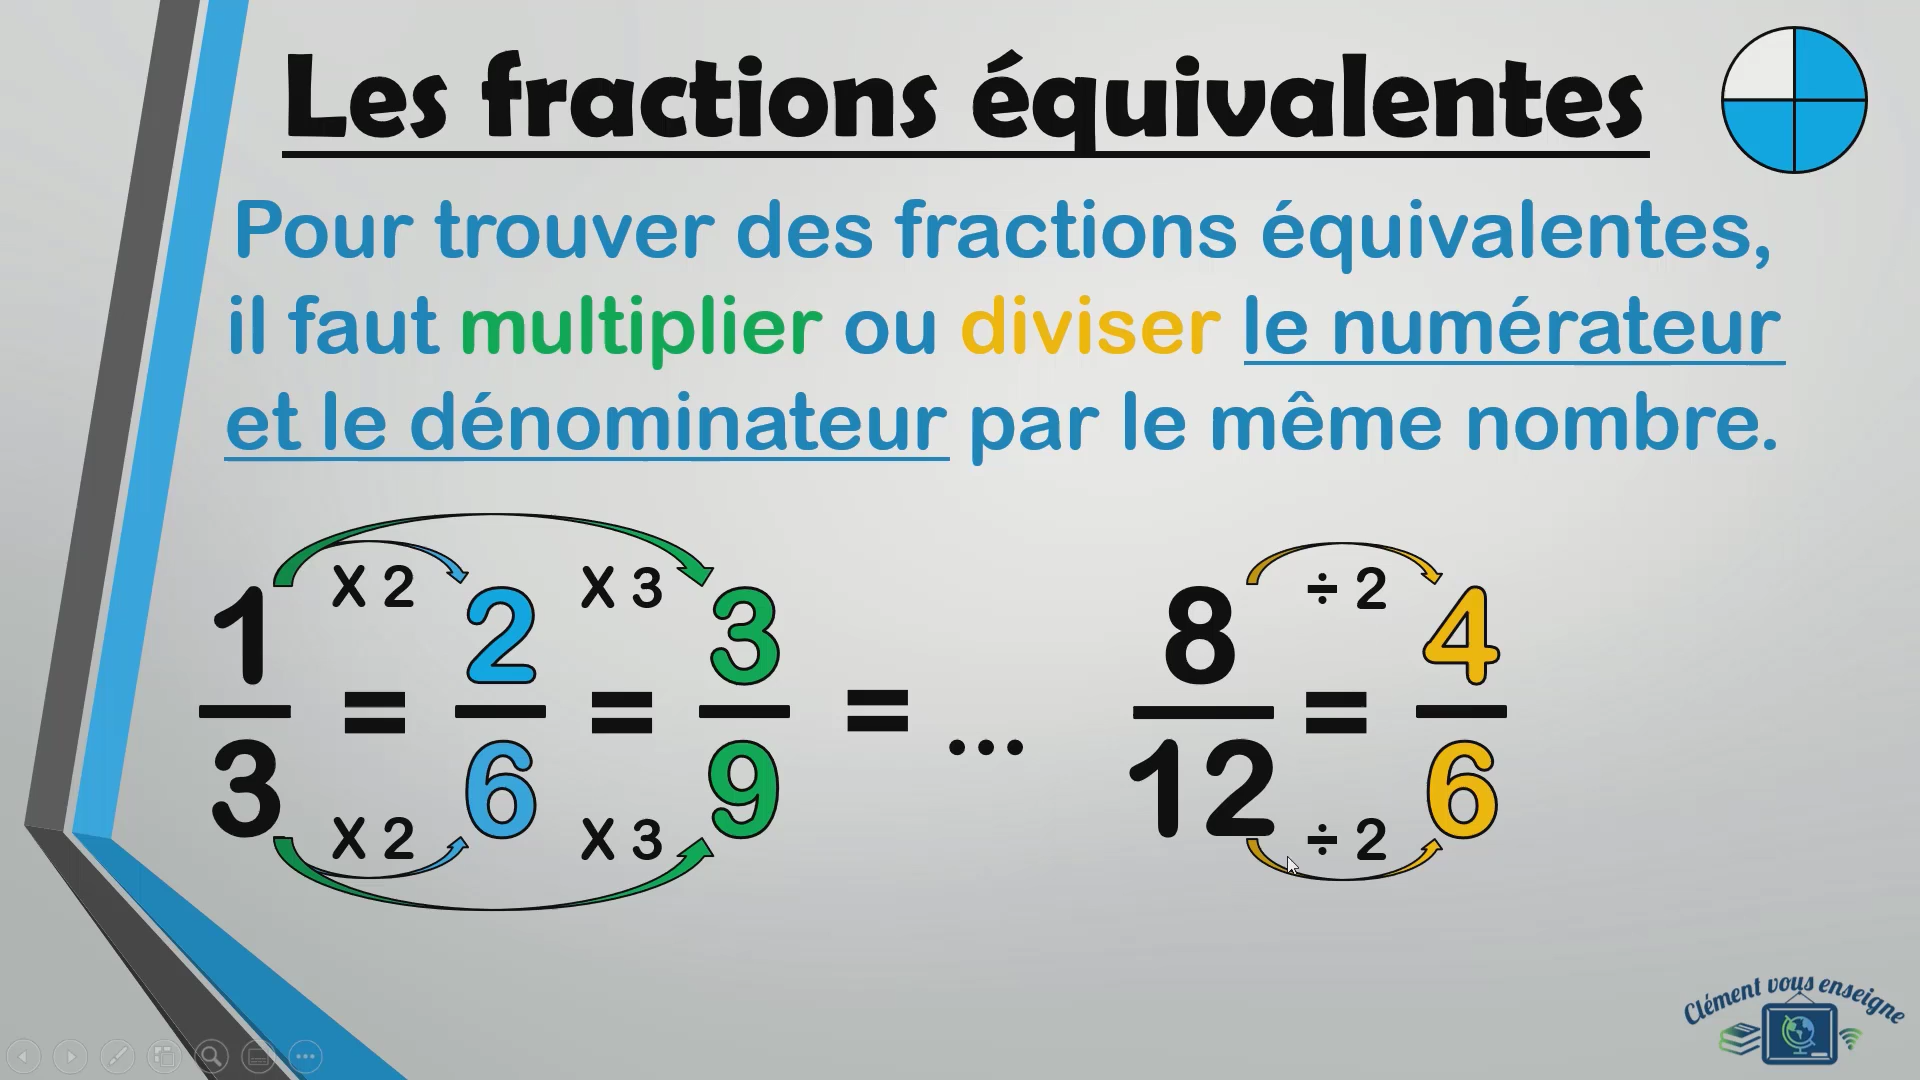 Les fractions équivalentes
Pour trouver des fractions équivalentes,
il faut multiplier ou diviser le numérateur
et le dénominateur par le même nombre.
X 2 X 3 ÷ 2
1 2 3 8 4
= = = ... =
3 6 9 12 6
X 2 X 3 ÷ 2
Clément vous enseigne